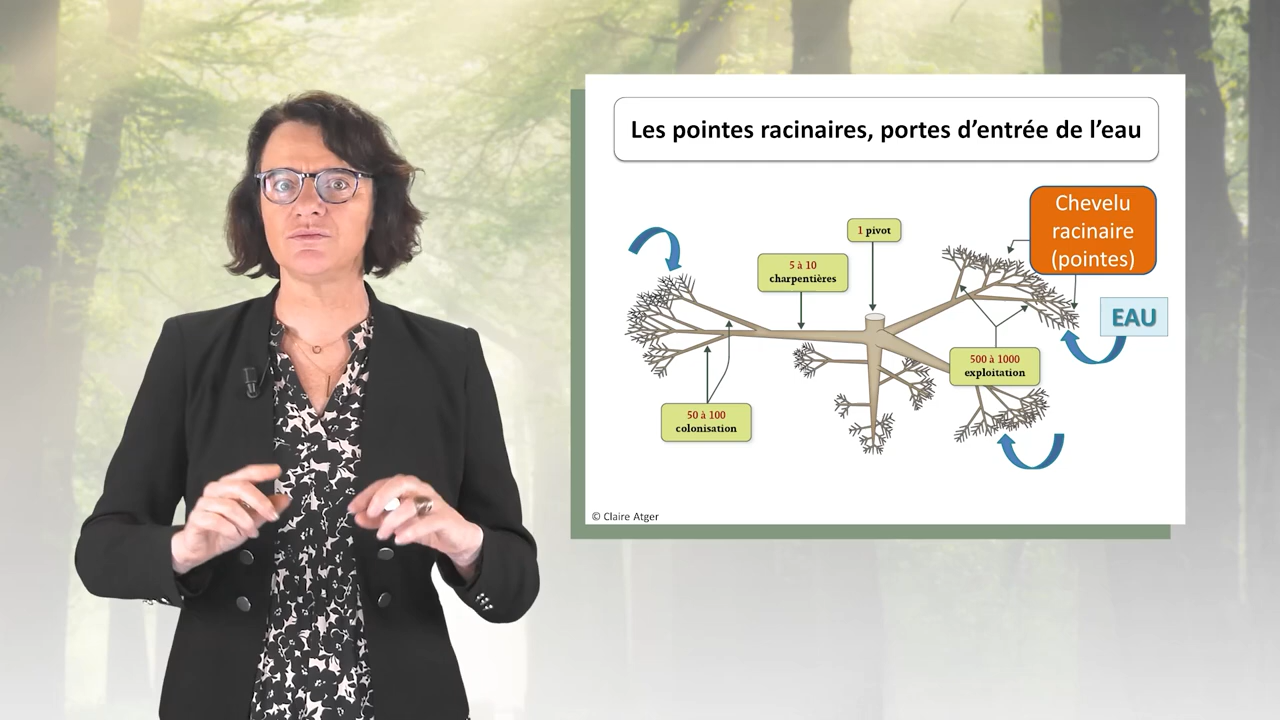 Les pointes racinaires, portes d’entrée de l’eau
Chevelu
racinaire
(pointes)
1 pivot
5 à 10
charpentières
EAU
500 à 1000
exploitation
50 à 100
colonisation
© Claire Atger